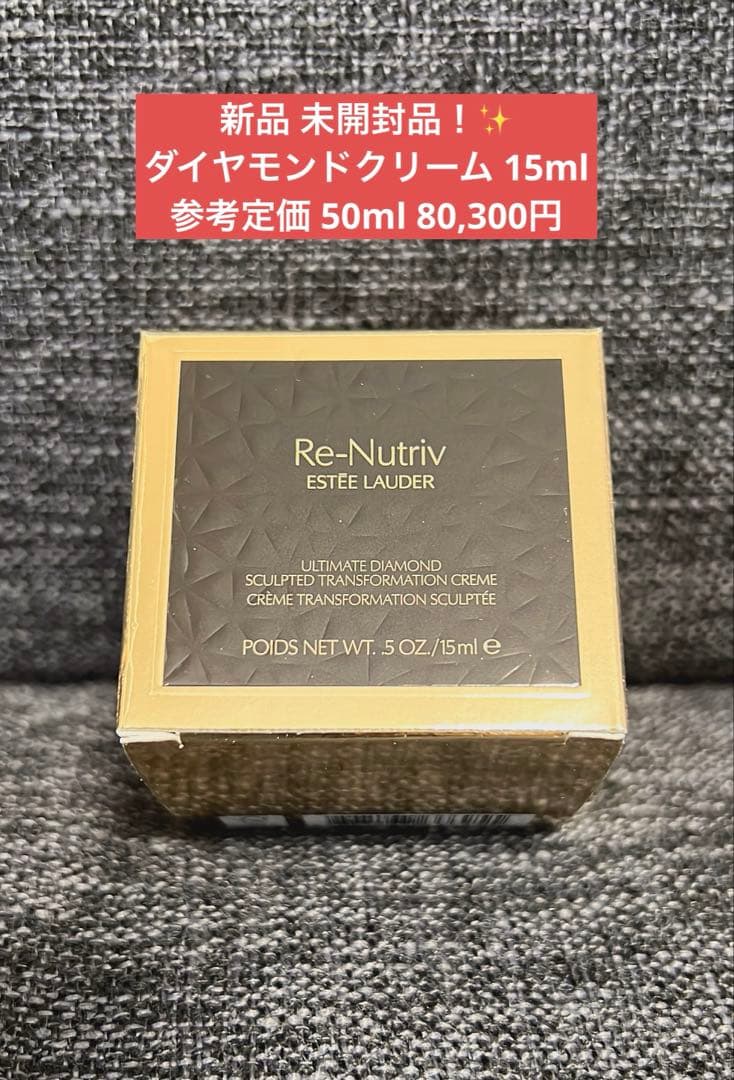 新品 未開封品！✨
ダイヤモンドクリーム 15ml
参考定価 50ml 80,300円
Re-Nutriv
ESTĒE LAUDER
ULTIMATE DIAMOND
SCULPTED TRANSFORMATION CREME
CRÈME TRANSFORMATION SCULPTÉE
POIDS NET WT. .5 OZ./15ml ℮